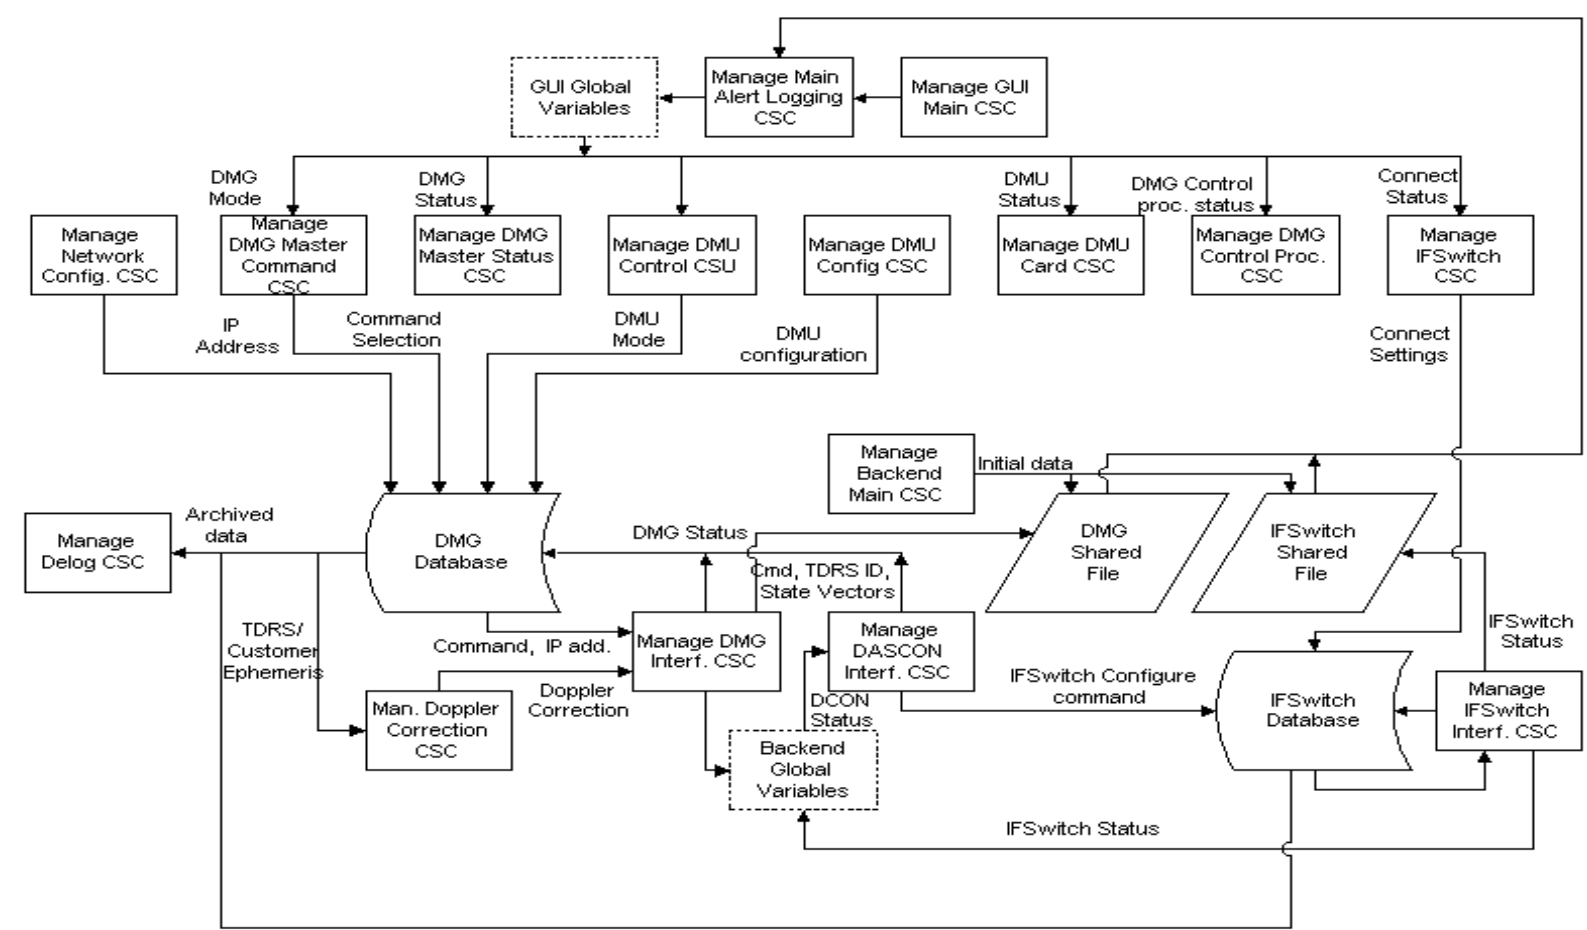 GUI Global
Variables
Manage Main
Alert Logging
CSC
Manage GUI
Main CSC
DMG
Mode
DMG
Status
DMU
Status
DMG Control
proc. status
Connect
Status
Manage
Network
Config. CSC
Manage
DMG Master
Command
CSC
Manage DMG
Master Status
CSC
Manage DMU
Control CSU
Manage DMU
Config CSC
Manage DMU
Card CSC
Manage DMG
Control Proc.
CSC
Manage
IFSwitch
CSC
IP
Address
Command
Selection
DMU
Mode
DMU
configuration
Connect
Settings
Manage
Backend
Main CSC
Initial data
Manage
Delog CSC
Archived
data
DMG
Database
DMG Status
DMG
Shared
File
IFSwitch
Shared
File
Cmd, TDRS ID,
State Vectors
TDRS/
Customer
Ephemeris
Command, IP add.
Manage DMG
Interf. CSC
Manage
DASCON
Interf. CSC
IFSwitch
Status
Doppler
Correction
Man. Doppler
Correction
CSC
DCON
Status
IFSwitch Configure
command
IFSwitch
Database
Manage
IFSwitch
Interf. CSC
Backend
Global
Variables
IFSwitch Status